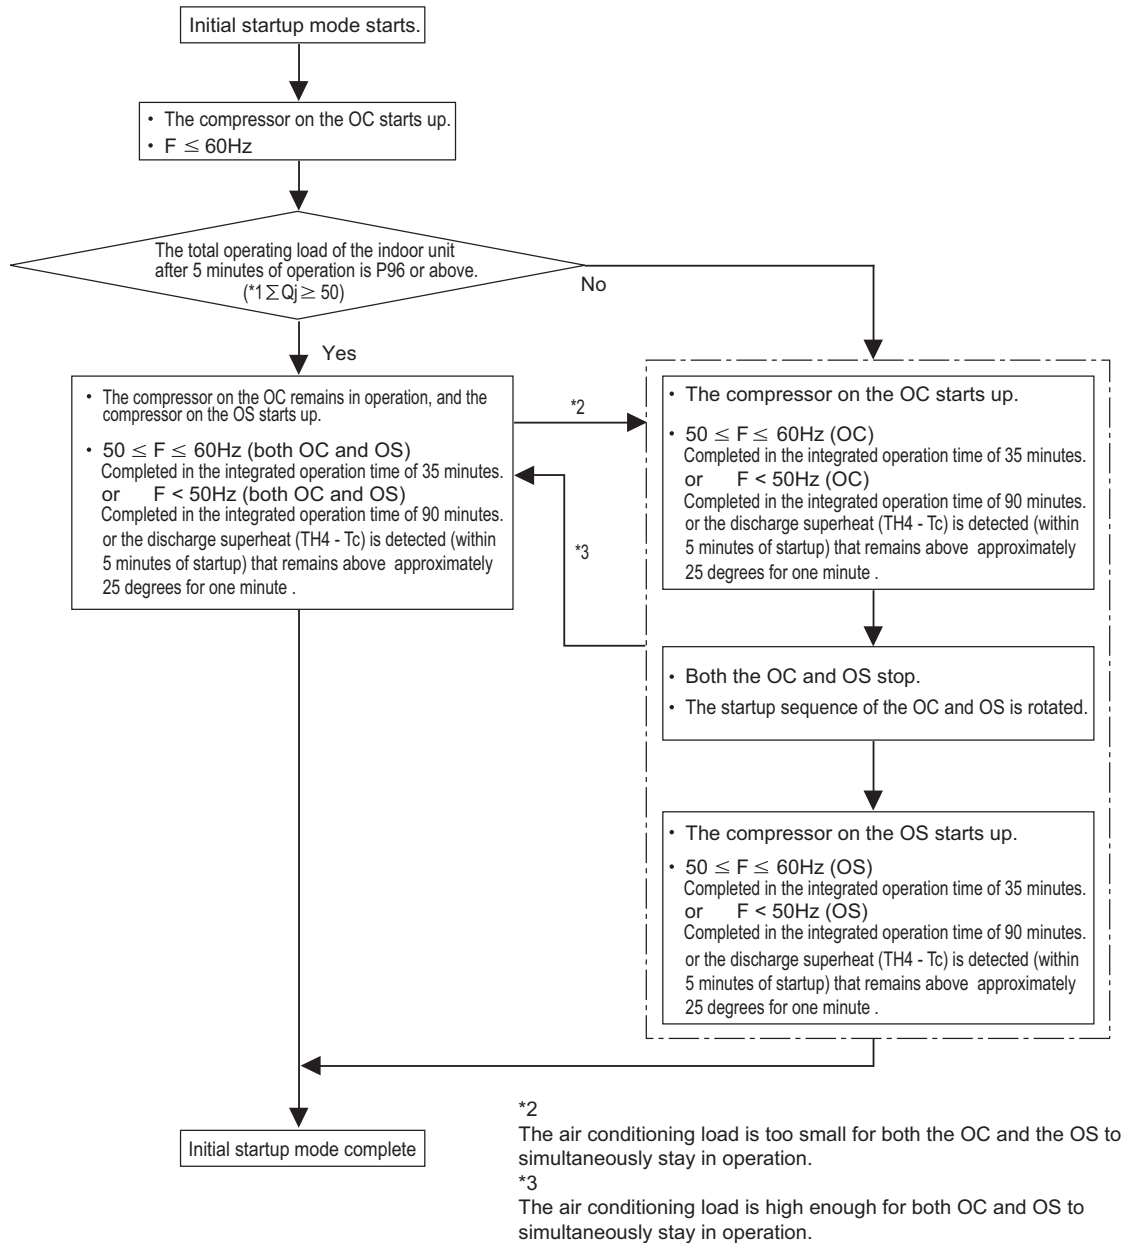 Initial startup mode starts.
• The compressor on the OC starts up.
• F ≤ 60Hz
The total operating load of the indoor unit
after 5 minutes of operation is P96 or above.
(*1∑Qj ≥ 50)
No
Yes
• The compressor on the OC remains in operation, and the
compressor on the OS starts up.
• 50 ≤ F ≤ 60Hz (both OC and OS)
Completed in the integrated operation time of 35 minutes.
or F < 50Hz (both OC and OS)
Completed in the integrated operation time of 90 minutes.
or the discharge superheat (TH4 - Tc) is detected (within
5 minutes of startup) that remains above approximately
25 degrees for one minute .
*2
*3
• The compressor on the OC starts up.
• 50 ≤ F ≤ 60Hz (OC)
Completed in the integrated operation time of 35 minutes.
or F < 50Hz (OC)
Completed in the integrated operation time of 90 minutes.
or the discharge superheat (TH4 - Tc) is detected (within
5 minutes of startup) that remains above approximately
25 degrees for one minute .
• Both the OC and OS stop.
• The startup sequence of the OC and OS is rotated.
• The compressor on the OS starts up.
• 50 ≤ F ≤ 60Hz (OS)
Completed in the integrated operation time of 35 minutes.
or F < 50Hz (OS)
Completed in the integrated operation time of 90 minutes.
or the discharge superheat (TH4 - Tc) is detected (within
5 minutes of startup) that remains above approximately
25 degrees for one minute .
Initial startup mode complete
*2
The air conditioning load is too small for both the OC and the OS to
simultaneously stay in operation.
*3
The air conditioning load is high enough for both OC and OS to
simultaneously stay in operation.